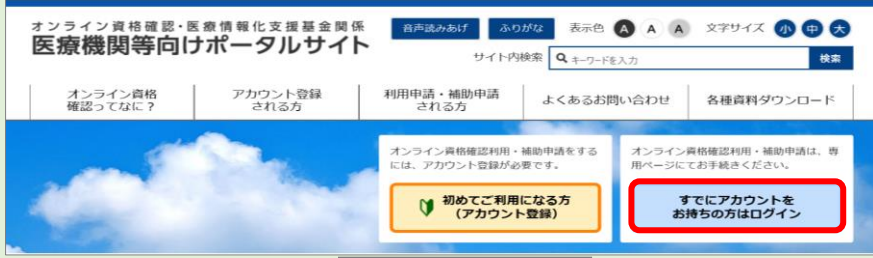 オンライン資格確認・医療情報化支援基金関係
医療機関等向けポータルサイト
音声読みあげ
ふりがな
表示色 A A A
文字サイズ 小 中 大
サイト内検索
キーワードを入力
検索
オンライン資格
確認ってなに？
アカウント登録
される方
利用申請・補助申請
される方
よくあるお問い合わせ
各種資料ダウンロード
オンライン資格確認利用・補助申請をする
には、アカウント登録が必要です。
初めてご利用になる方
（アカウント登録）
オンライン資格確認利用・補助申請は、専
用ページにてお手続きください。
すでにアカウントを
お持ちの方はログイン